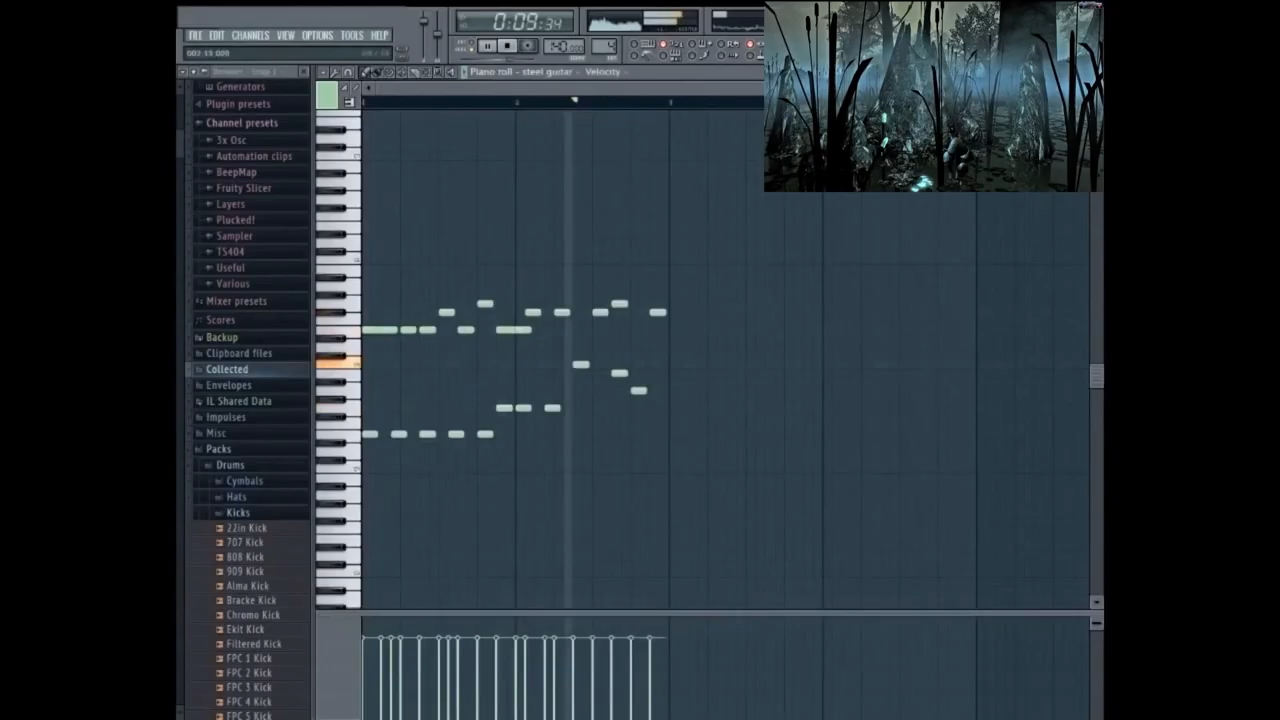 0:09:34
FILE EDIT CHANNELS VIEW OPTIONS TOOLS HELP
Piano roll - steel guitar - Velocity
2
Generators
Plugin presets
Channel presets
3x Osc
Automation clips
BeepMap
Fruity Slicer
Layers
Plucked!
Sampler
TS404
Useful
Various
Mixer presets
Scores
Backup
Clipboard files
Collected
Envelopes
IL Shared Data
Impulses
Misc
Packs
Drums
Cymbals
Hats
Kicks
22in Kick
707 Kick
808 Kick
909 Kick
Alma Kick
Bracke Kick
Chromo Kick
Ekit Kick
Filtered Kick
FPC 1 Kick
FPC 2 Kick
FPC 3 Kick
FPC 4 Kick
FPC 5 Kick